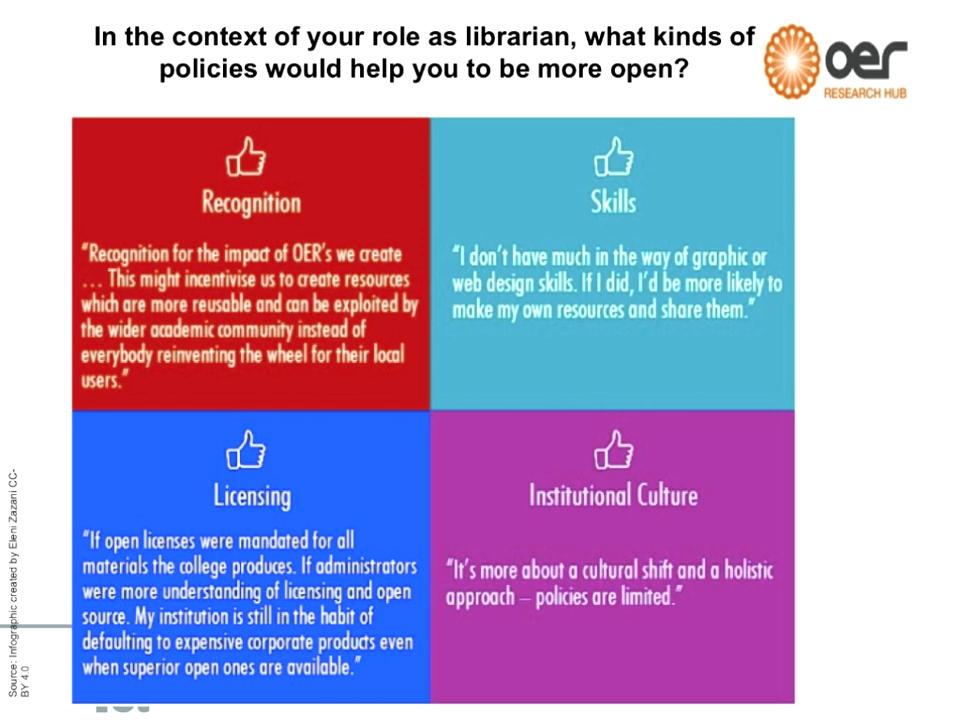 In the context of your role as librarian, what kinds of
policies would help you to be more open?
oer
RESEARCH HUB
Recognition
“Recognition for the impact of OER’s we create
... This might incentivise us to create resources
which are more reusable and can be exploited by
the wider academic community instead of
everybody reinventing the wheel for their local
users.”
Skills
“I don’t have much in the way of graphic or
web design skills. If I did, I’d be more likely to
make my own resources and share them.”
Licensing
“If open licenses were mandated for all
materials the college produces. If administrators
were more understanding of licensing and open
source. My institution is still in the habit of
defaulting to expensive corporate products even
when superior open ones are available.”
Institutional Culture
“It’s more about a cultural shift and a holistic
approach – policies are limited.”
Source: Infographic created by Eleni Zazani CC-
BY 4.0